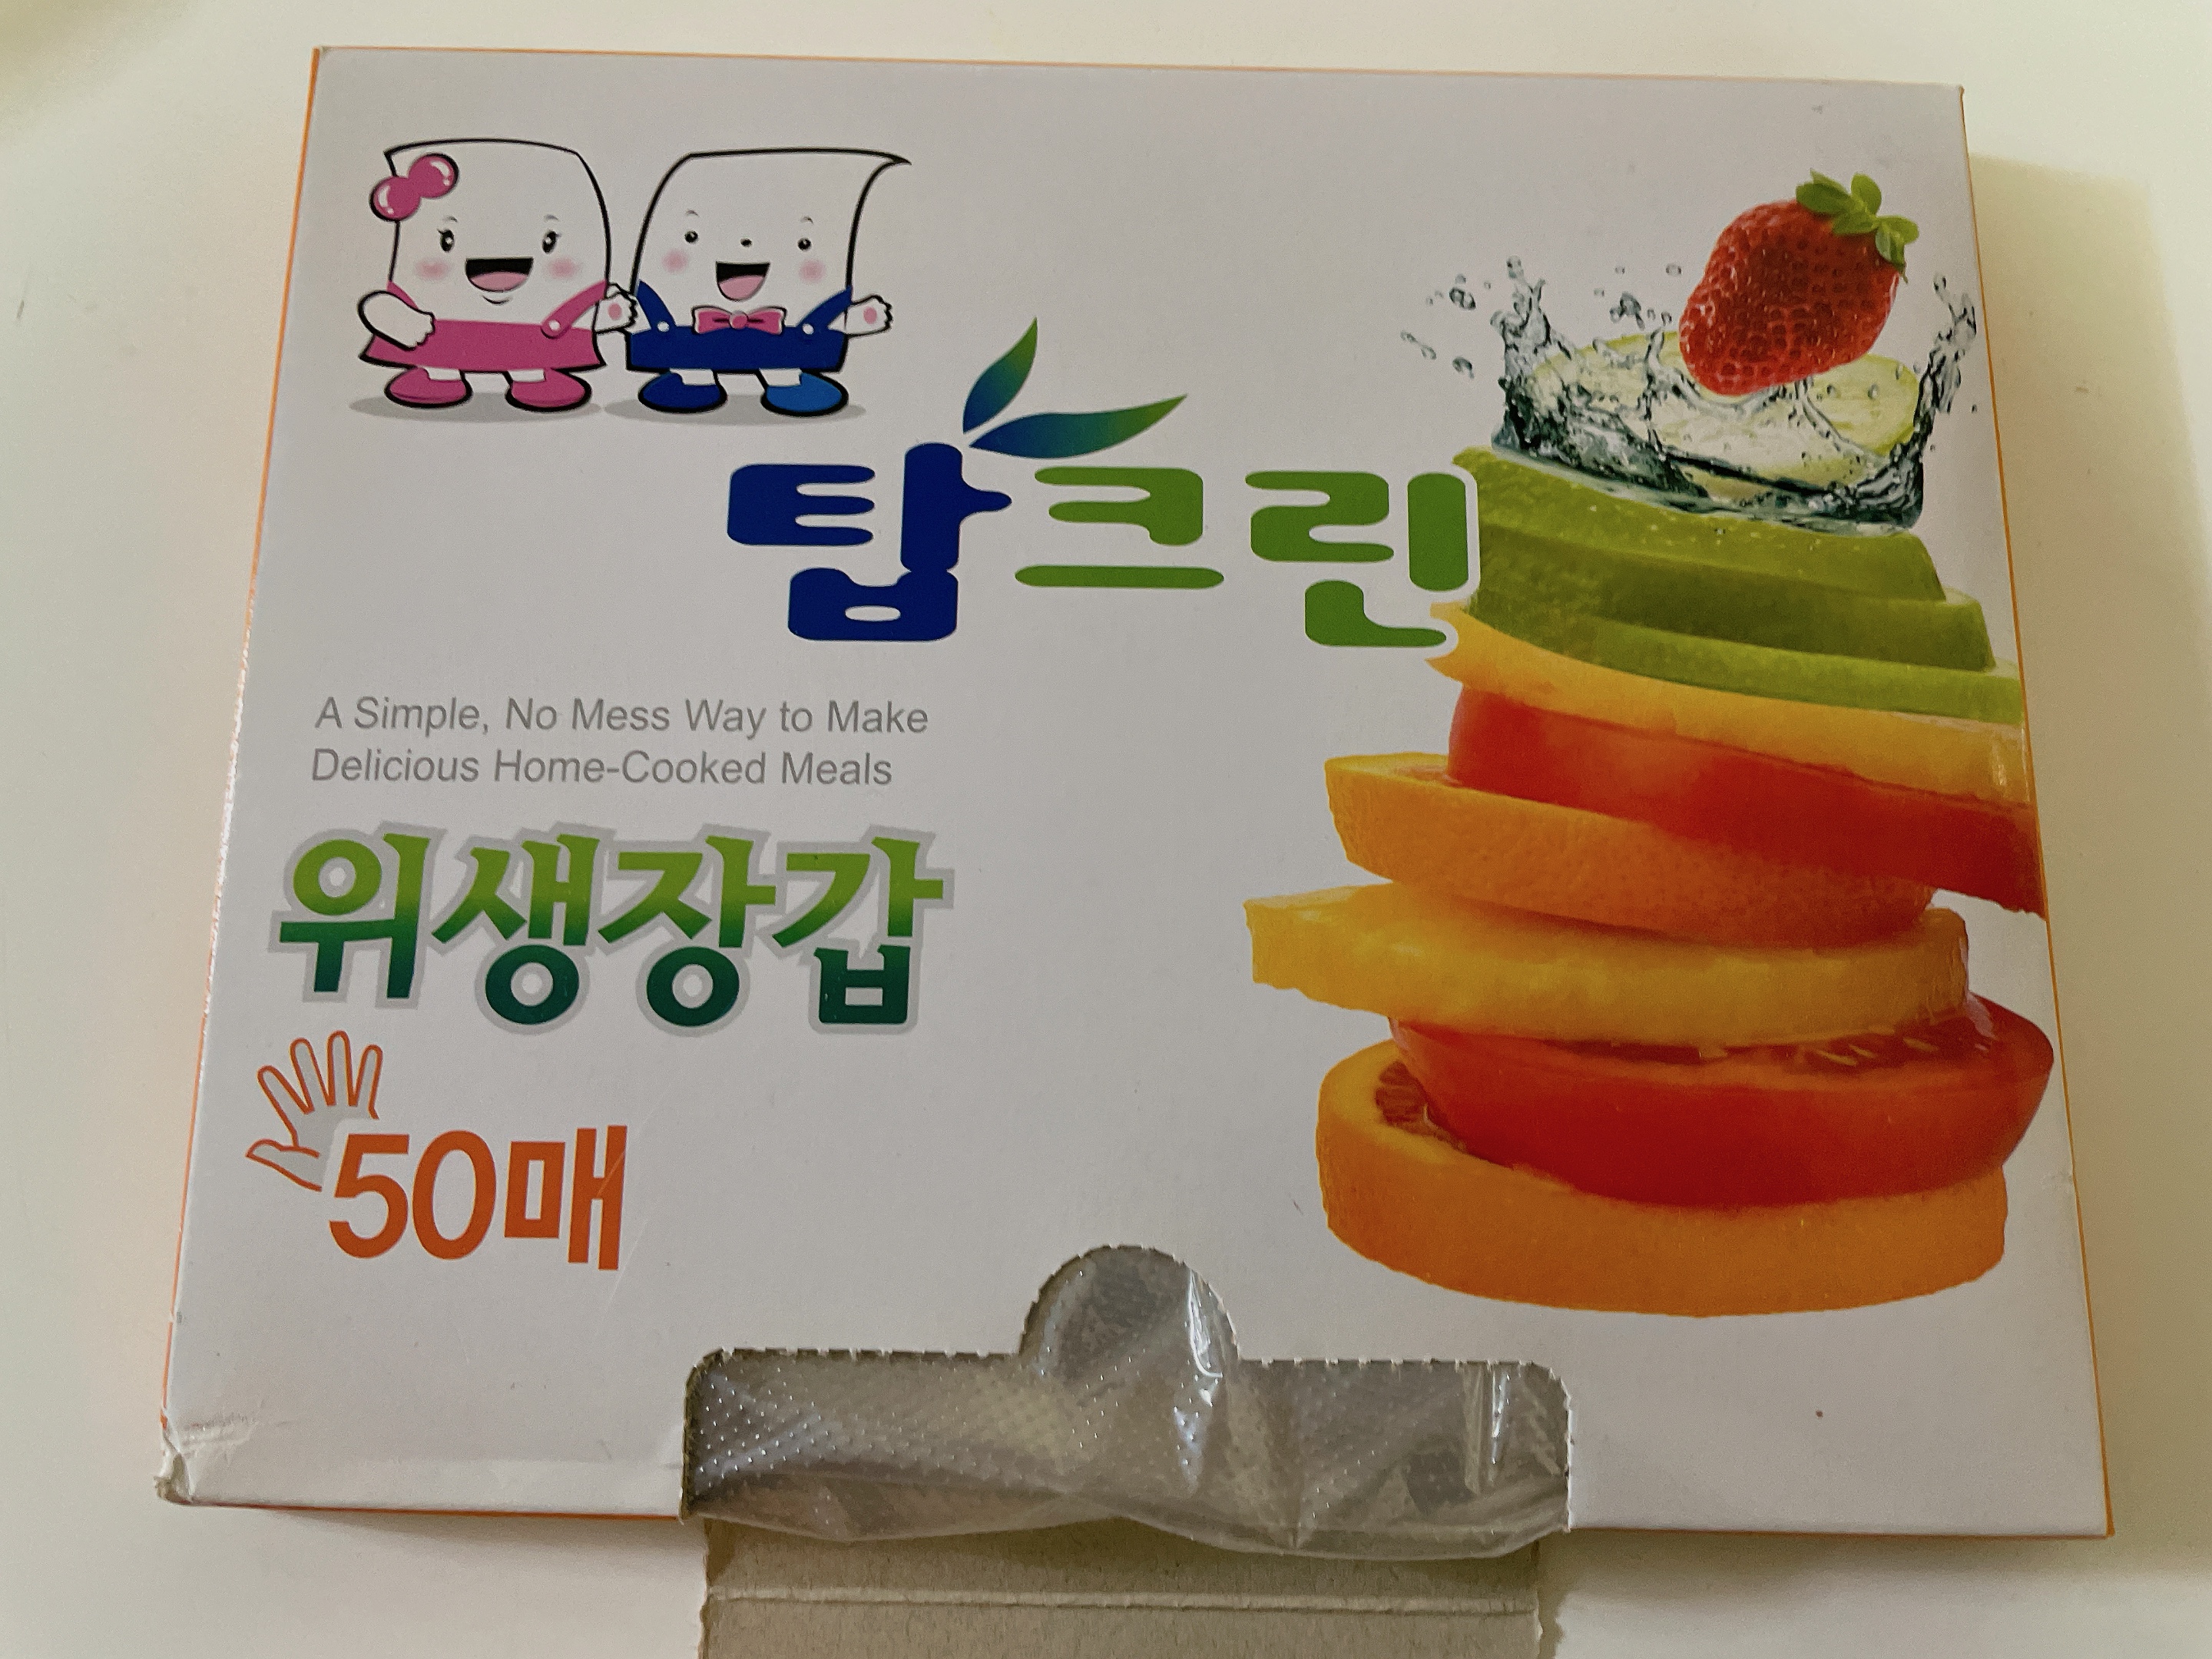 탑크린
A Simple, No Mess Way to Make
Delicious Home-Cooked Meals
위생장갑
50매